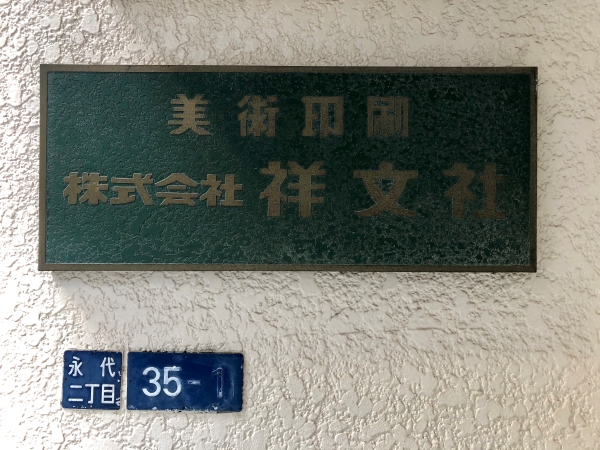 美術印刷
株式会社 祥文社
永代
二丁目
35-1